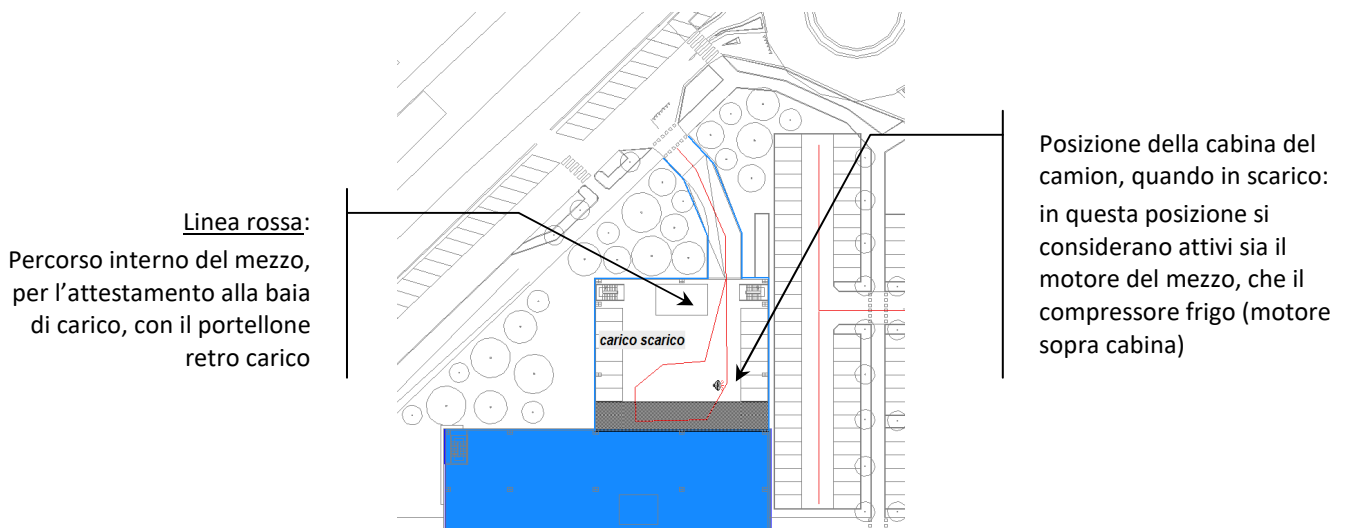 Linea rossa:
Percorso interno del mezzo,
per l’attestamento alla baia
di carico, con il portellone
retro carico
carico scarico
Posizione della cabina del
camion, quando in scarico:
in questa posizione si
considerano attivi sia il
motore del mezzo, che il
compressore frigo (motore
sopra cabina)